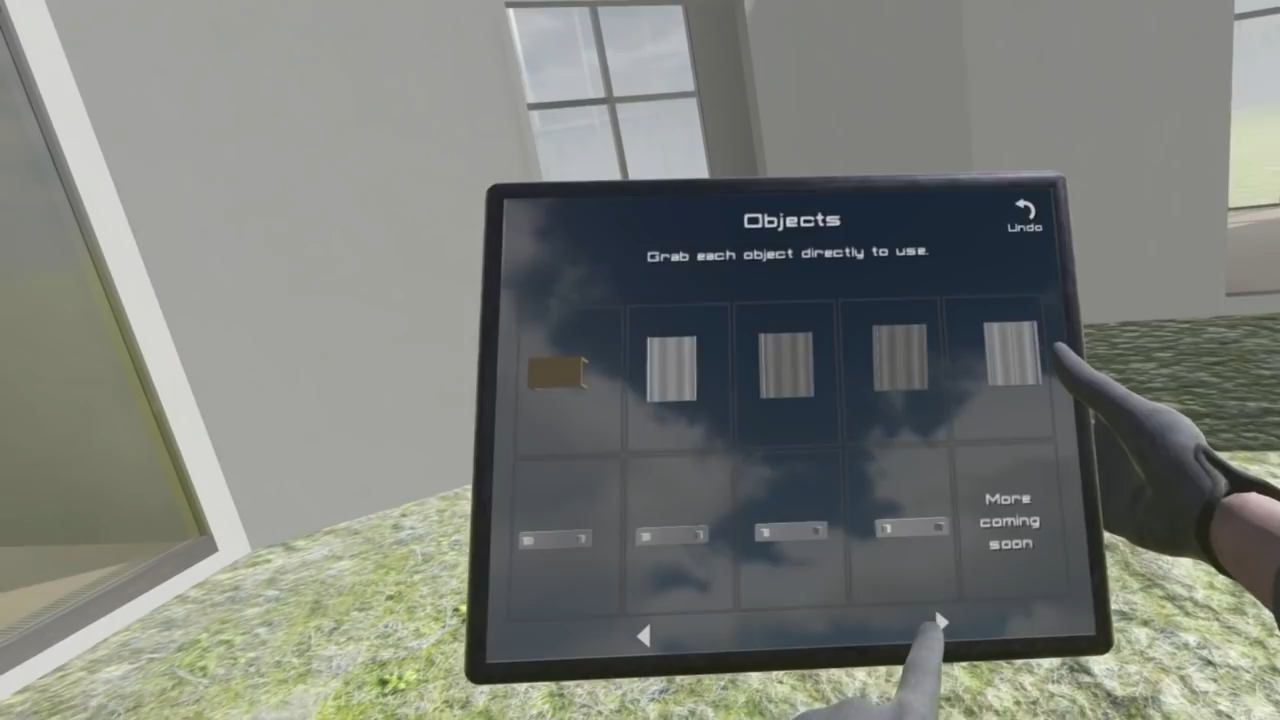 Objects
Undo
Grab each object directly to use.
More
coming
soon